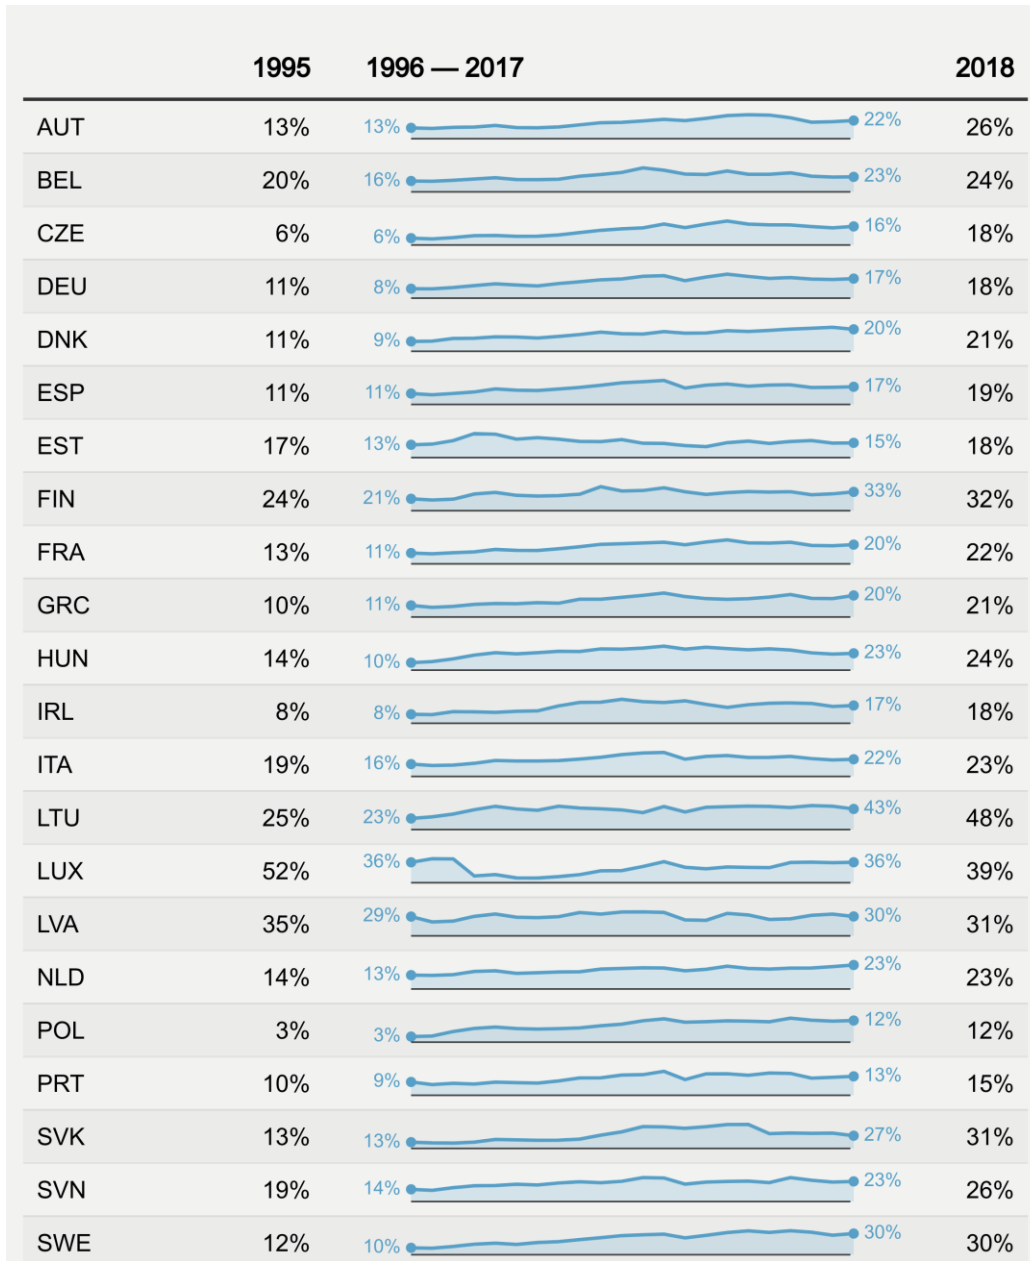 1995 1996 — 2017 2018
AUT 13% 13% 22% 26%
BEL 20% 16% 23% 24%
CZE 6% 6% 16% 18%
DEU 11% 8% 17% 18%
DNK 11% 9% 20% 21%
ESP 11% 11% 17% 19%
EST 17% 13% 15% 18%
FIN 24% 21% 33% 32%
FRA 13% 11% 20% 22%
GRC 10% 11% 20% 21%
HUN 14% 10% 23% 24%
IRL 8% 8% 17% 18%
ITA 19% 16% 22% 23%
LTU 25% 23% 43% 48%
LUX 52% 36% 36% 39%
LVA 35% 29% 30% 31%
NLD 14% 13% 23% 23%
POL 3% 3% 12% 12%
PRT 10% 9% 13% 15%
SVK 13% 13% 27% 31%
SVN 19% 14% 23% 26%
SWE 12% 10% 30% 30%